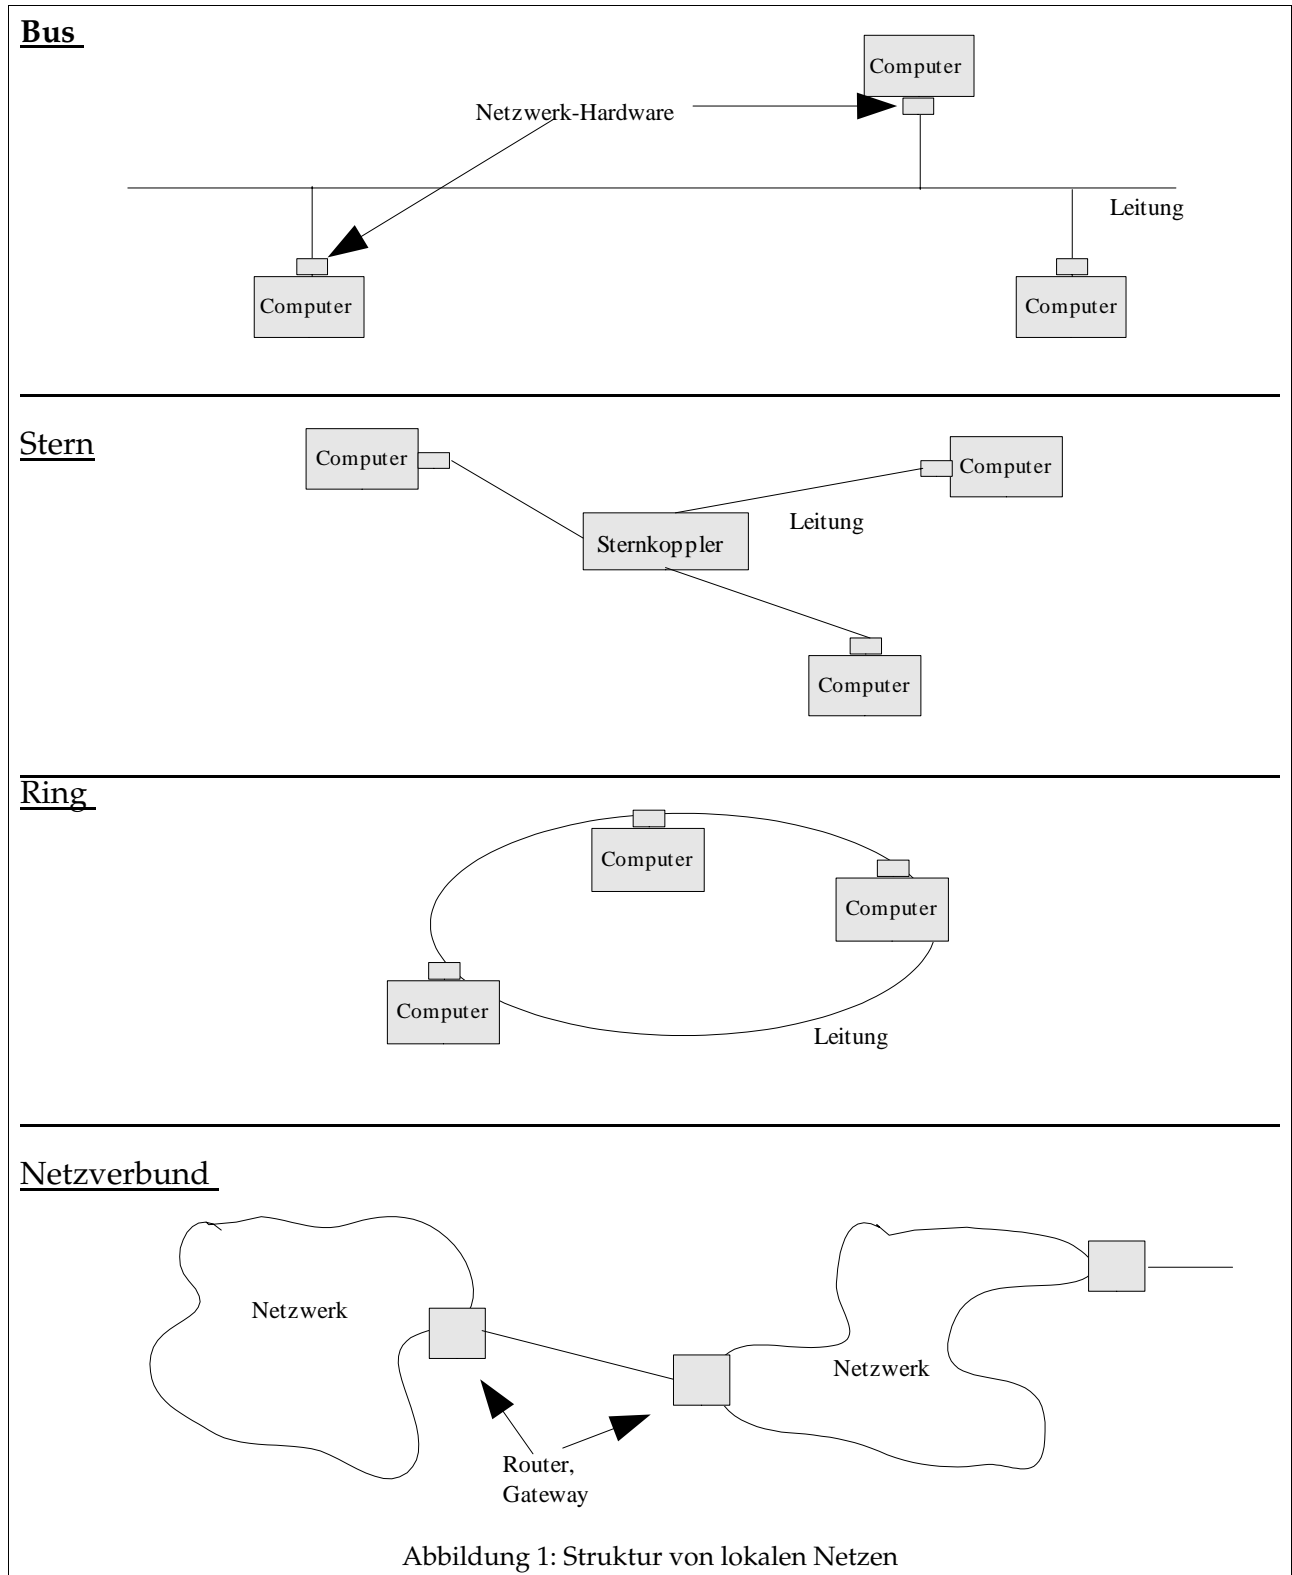 Bus
Computer
Netzwerk-Hardware
Leitung
Computer
Computer
Stern
Computer
Computer
Leitung
Sternkoppler
Computer
Ring
Computer
Computer
Computer
Leitung
Netzverbund
Netzwerk
Netzwerk
Router,
Gateway
Abbildung 1: Struktur von lokalen Netzen